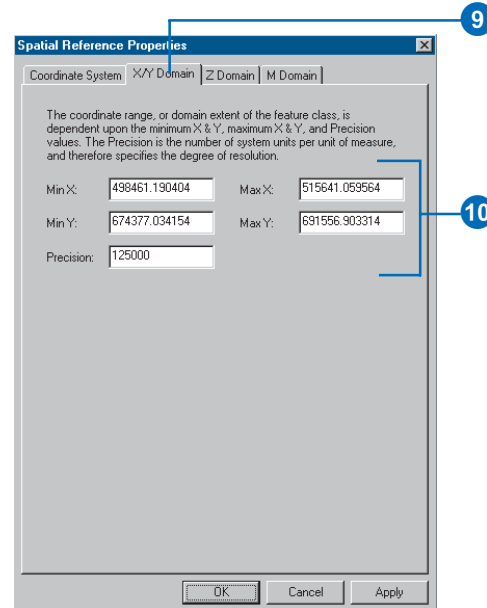 9
Spatial Reference Properties
Coordinate System X/Y Domain Z Domain M Domain
The coordinate range, or domain extent of the feature class, is
dependent upon the minimum X & Y, maximum X & Y, and Precision
values. The Precision is the number of system units per unit of measure,
and therefore specifies the degree of resolution.
Min X: 498461.190404 Max X: 515641.059564
Min Y: 674377.034154 Max Y: 691556.903314
10
Precision: 125000
OK Cancel Apply